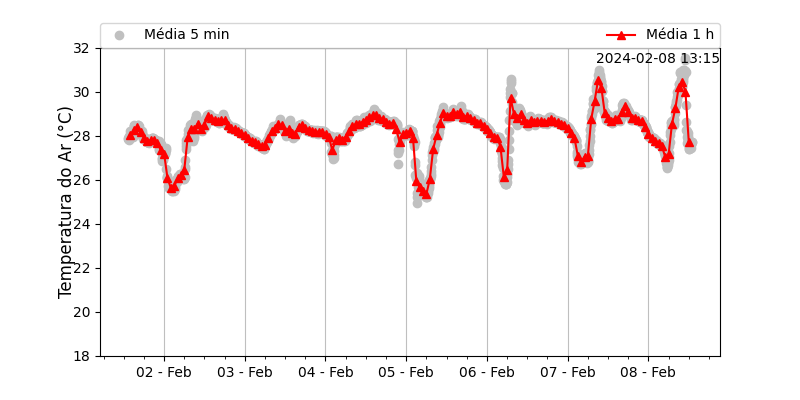 Média 5 min
Média 1 h
2024-02-08 13:15
Temperatura do Ar (°C)
32
30
28
26
24
22
20
18
02 - Feb
03 - Feb
04 - Feb
05 - Feb
06 - Feb
07 - Feb
08 - Feb